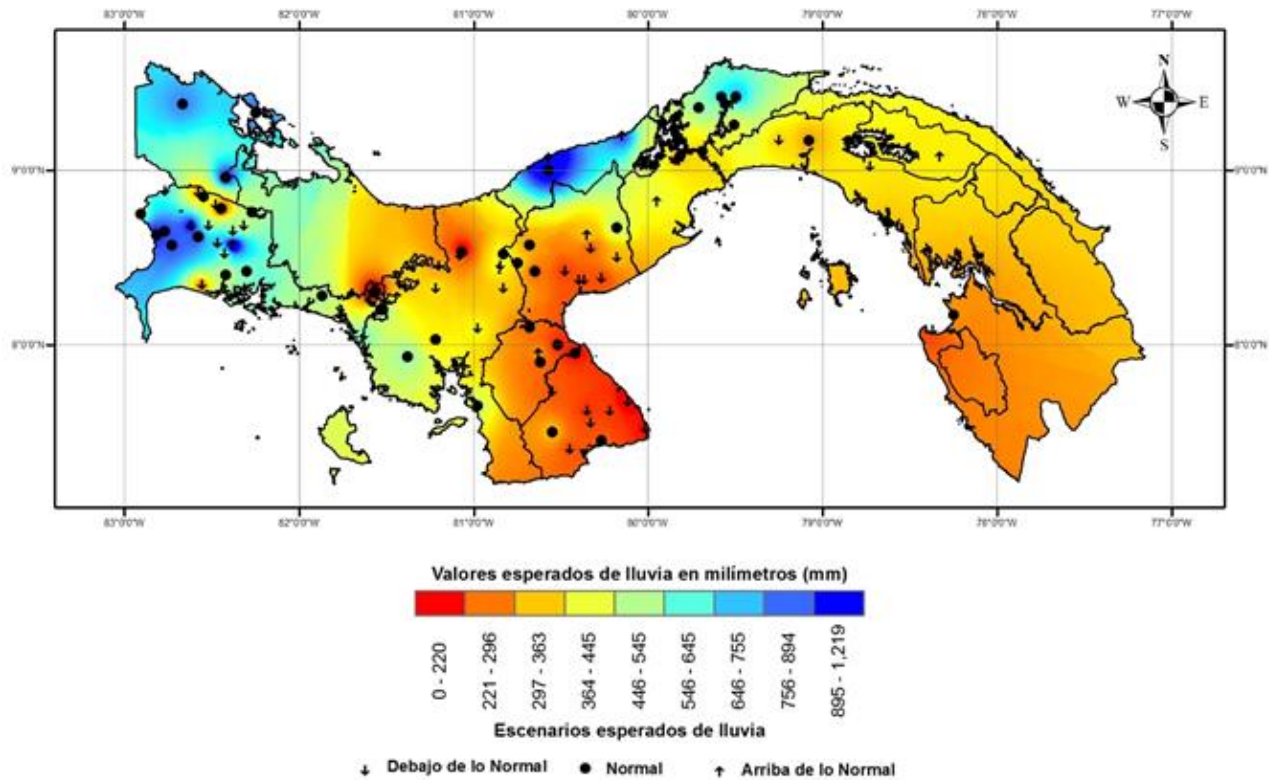 83°0'0"W 82°0'0"W 81°0'0"W 80°0'0"W 79°0'0"W 78°0'0"W 77°0'0"W
N
W E
S
9°0'0"N 9°0'0"N
8°0'0"N 8°0'0"N
83°0'0"W 82°0'0"W 81°0'0"W 80°0'0"W 79°0'0"W 78°0'0"W 77°0'0"W
Valores esperados de lluvia en milímetros (mm)
0 - 220
221 - 296
297 - 363
364 - 445
446 - 545
546 - 645
646 - 755
756 - 894
895 - 1,219
Escenarios esperados de lluvia
Debajo de lo Normal Normal Arriba de lo Normal